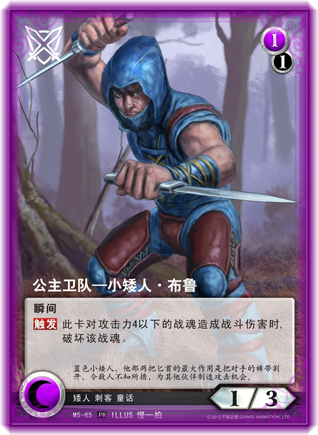 1
1
公主卫队—小矮人·布鲁
瞬间
触发 此卡对攻击力4以下的战魂造成战斗伤害时,
破坏该战魂。
蓝色小矮人，他那两把匕首的最大作用是把对手的裤带割
开，令敌人不知所措，为其他伙伴制造攻击机会。
矮人 刺客 童话
1 / 3
M5-65 PR ILLUS 慢一拍